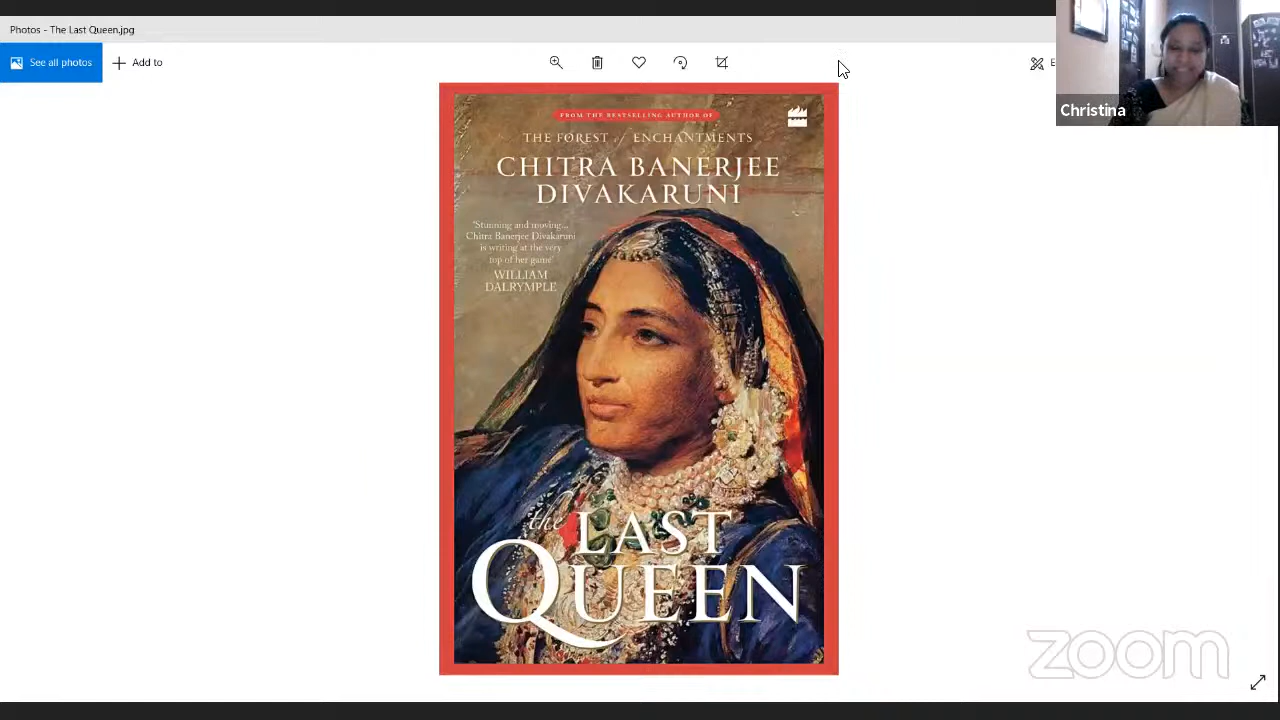 Photos - The Last Queen.jpg
See all photos
Add to
Christina
FROM THE BESTSELLING AUTHOR OF
THE FOREST of ENCHANTMENTS
CHITRA BANERJEE
DIVAKARUNI
'Stunning and moving...
Chitra Banerjee Divakaruni
is writing at the very
top of her game'
WILLIAM
DALRYMPLE
the
LAST
QUEEN
zoom